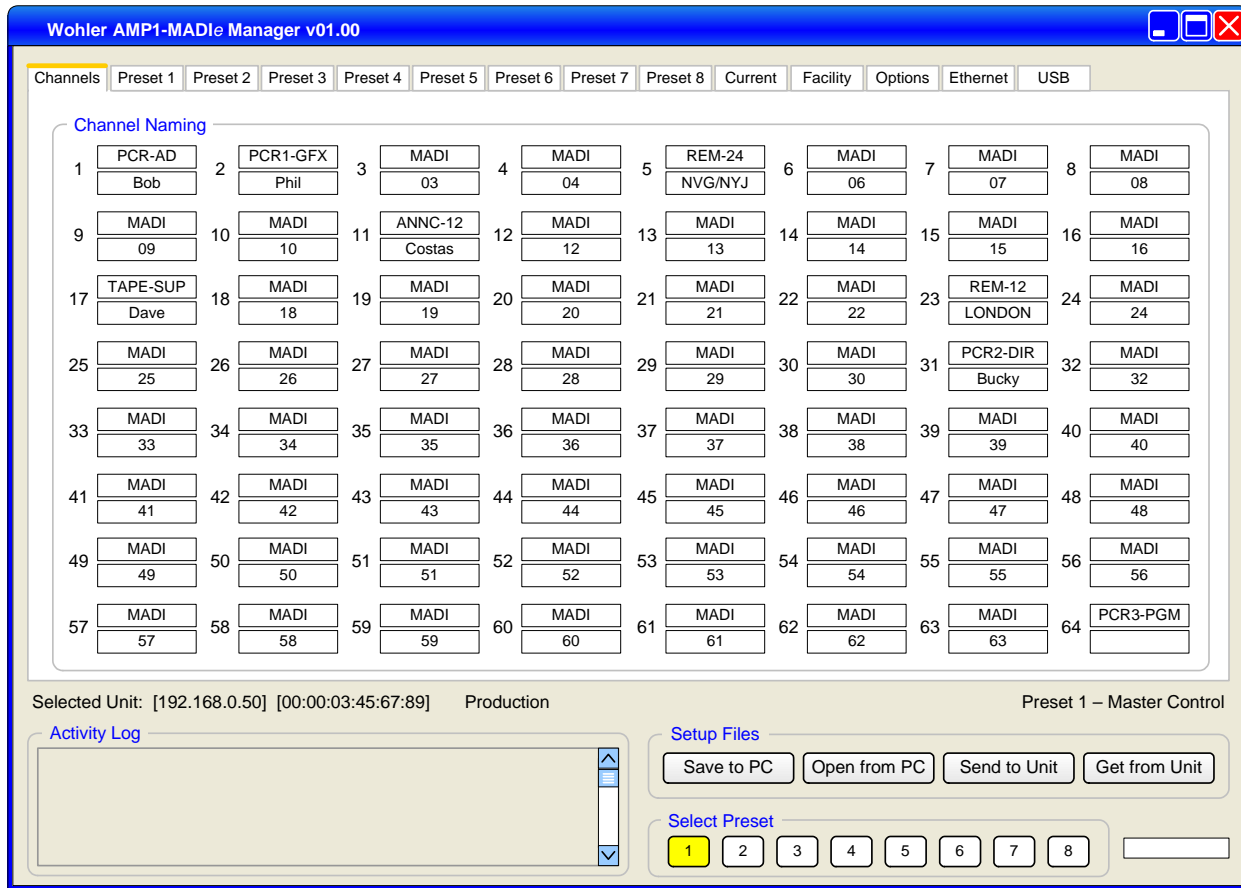 Wohler AMP1-MADIe Manager v01.00
Channels Preset 1 Preset 2 Preset 3 Preset 4 Preset 5 Preset 6 Preset 7 Preset 8 Current Facility Options Ethernet USB
Channel Naming
1 PCR-AD 2 PCR1-GFX 3 MADI 4 MADI 5 REM-24 6 MADI 7 MADI 8 MADI
Bob Phil 03 04 NVG/NYJ 06 07 08
9 MADI 10 MADI 11 ANNC-12 12 MADI 13 MADI 14 MADI 15 MADI 16 MADI
09 10 Costas 12 13 14 15 16
17 TAPE-SUP 18 MADI 19 MADI 20 MADI 21 MADI 22 MADI 23 REM-12 24 MADI
Dave 18 19 20 21 22 LONDON 24
25 MADI 26 MADI 27 MADI 28 MADI 29 MADI 30 MADI 31 PCR2-DIR 32 MADI
25 26 27 28 29 30 Bucky 32
33 MADI 34 MADI 35 MADI 36 MADI 37 MADI 38 MADI 39 MADI 40 MADI
33 34 35 36 37 38 39 40
41 MADI 42 MADI 43 MADI 44 MADI 45 MADI 46 MADI 47 MADI 48 MADI
41 42 43 44 45 46 47 48
49 MADI 50 MADI 51 MADI 52 MADI 53 MADI 54 MADI 55 MADI 56 MADI
49 50 51 52 53 54 55 56
57 MADI 58 MADI 59 MADI 60 MADI 61 MADI 62 MADI 63 MADI 64 PCR3-PGM
57 58 59 60 61 62 63
Selected Unit: [192.168.0.50] [00:00:03:45:67:89] Production Preset 1 – Master Control
Activity Log
Setup Files
Save to PC Open from PC Send to Unit Get from Unit
Select Preset
1 2 3 4 5 6 7 8